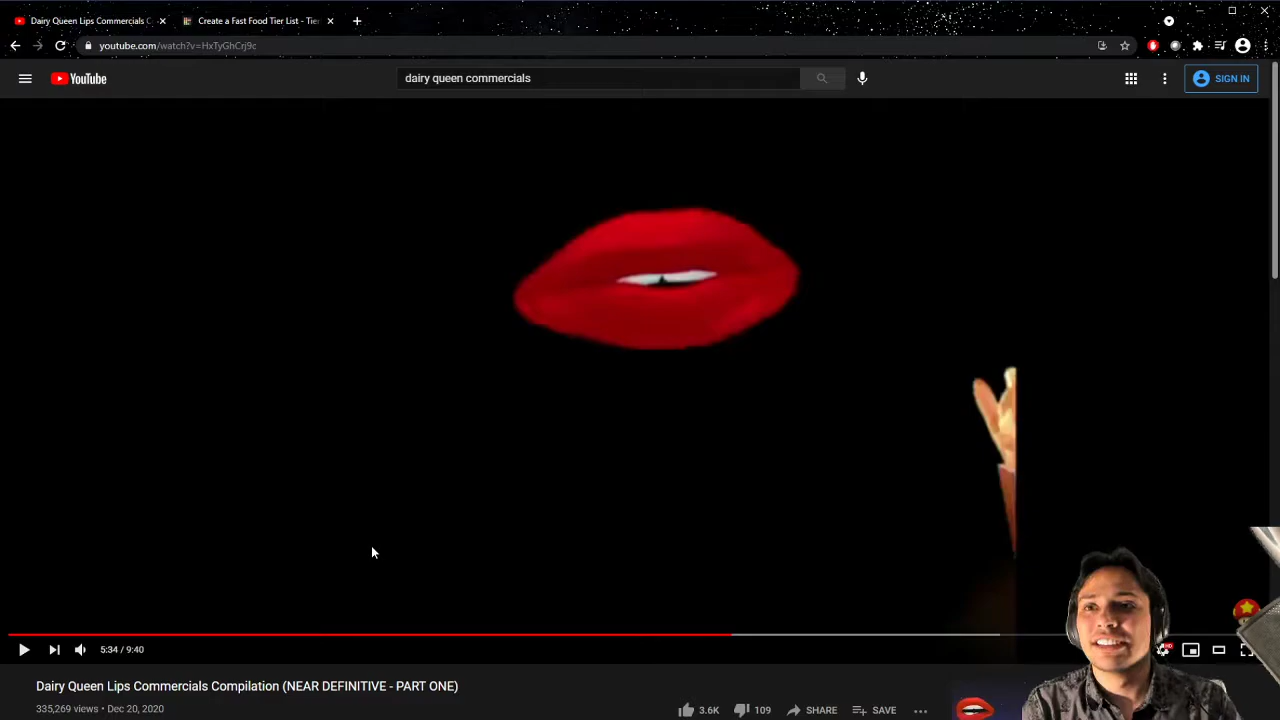 Dairy Queen Lips Commercials C
Create a Fast Food Tier List - Tier
youtube.com/watch?v=HxTyGhCrj9c
YouTube
dairy queen commercials
SIGN IN
5:34 / 9:40
HD
Dairy Queen Lips Commercials Compilation (NEAR DEFINITIVE - PART ONE)
335,269 views • Dec 20, 2020
3.6K
109
SHARE
SAVE